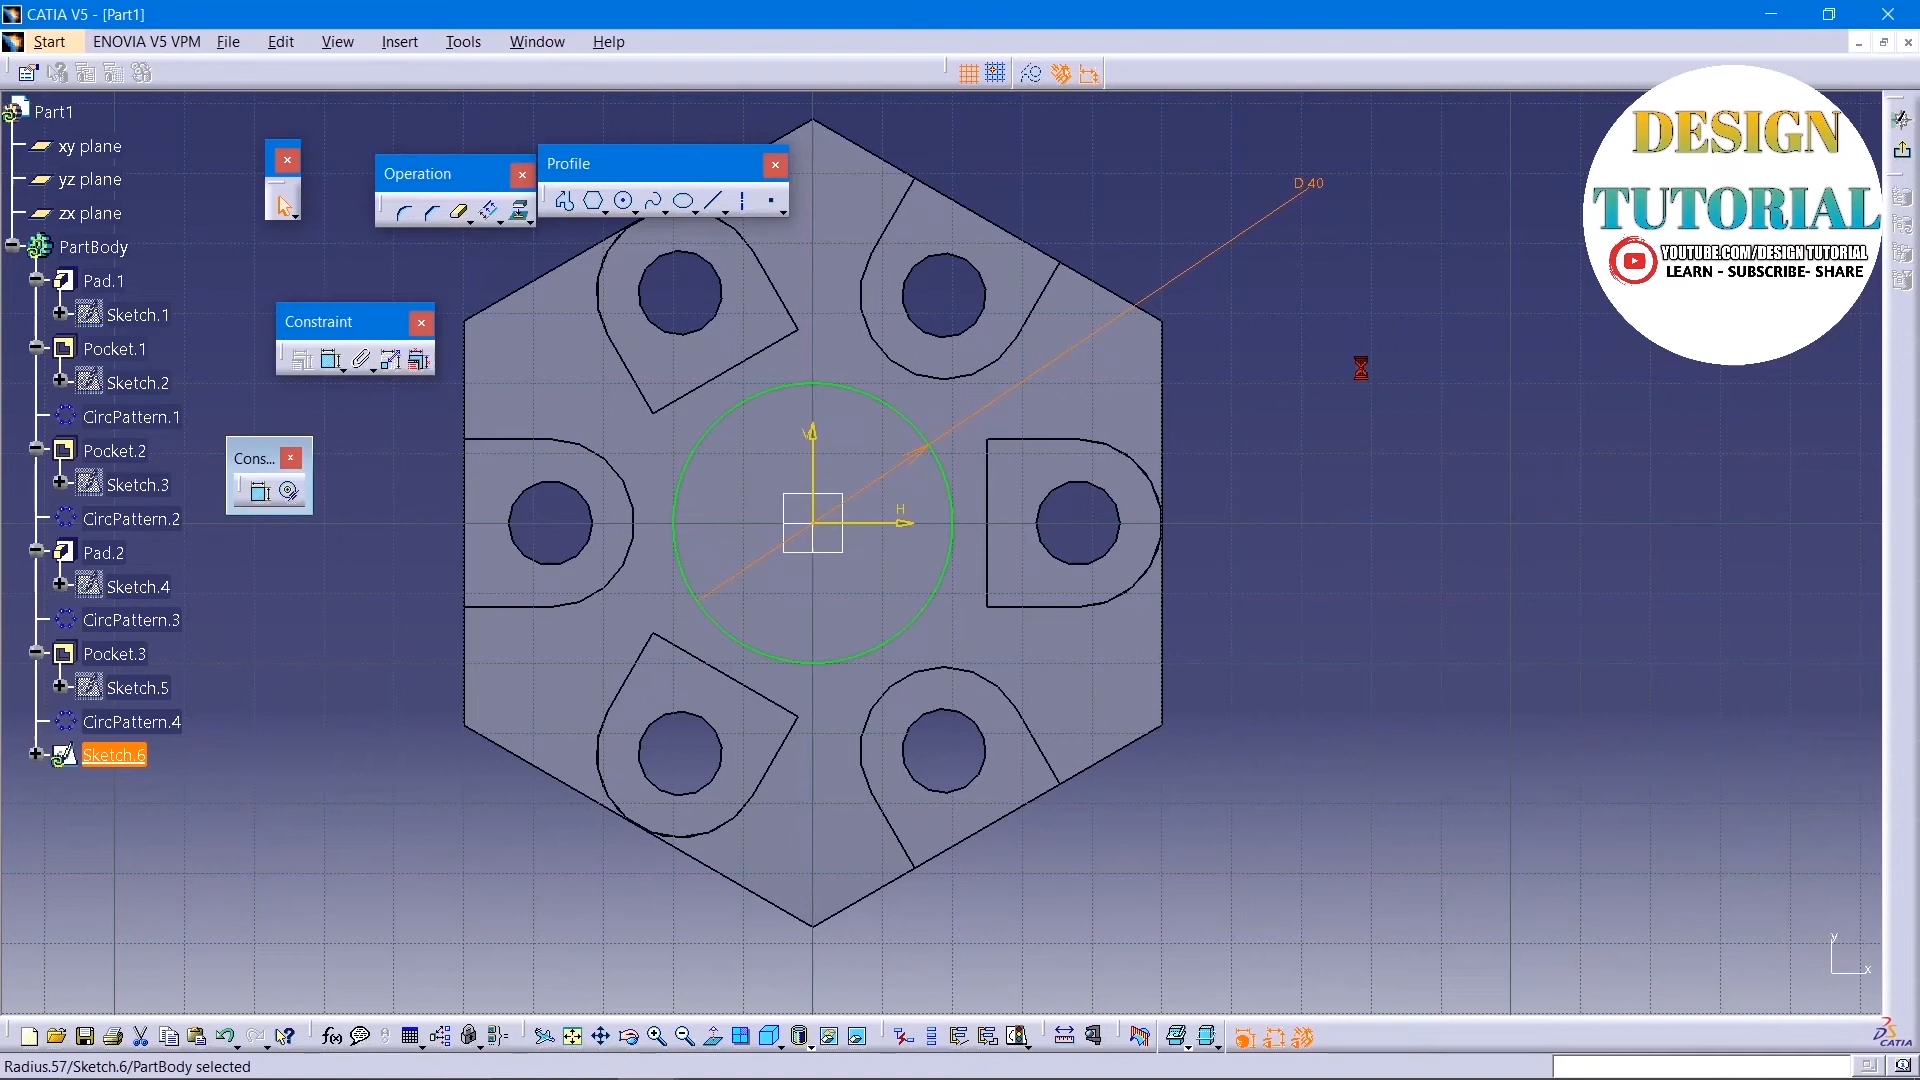 CATIA V5 - [Part1]
Start ENOVIA V5 VPM File Edit View Insert Tools Window Help
Part1
xy plane
yz plane
zx plane
PartBody
Pad.1
Sketch.1
Pocket.1
Sketch.2
CircPattern.1
Pocket.2
Sketch.3
CircPattern.2
Pad.2
Sketch.4
CircPattern.3
Pocket.3
Sketch.5
CircPattern.4
Sketch.6
Operation
Profile
Constraint
Cons...
D 40
V
H
DESIGN
TUTORIAL
YOUTUBE.COM/DESIGN TUTORIAL
LEARN - SUBSCRIBE- SHARE
y
x
f(x)
CATIA
Radius.57/Sketch.6/PartBody selected